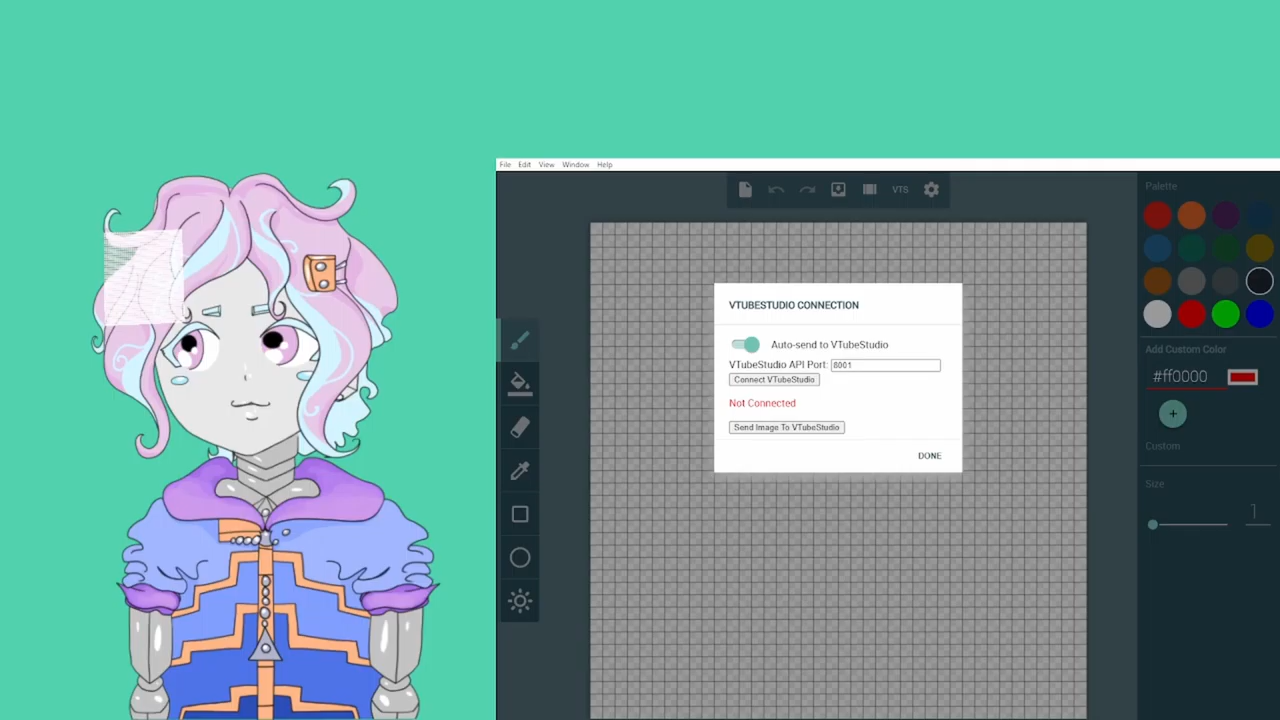 File Edit View Window Help
VTS
Palette
VTUBESTUDIO CONNECTION
Auto-send to VTubeStudio
VTubeStudio API Port: 8001
Connect VTubeStudio
Not Connected
Send Image To VTubeStudio
DONE
Add Custom Color
#ff0000
+
Custom
Size
1